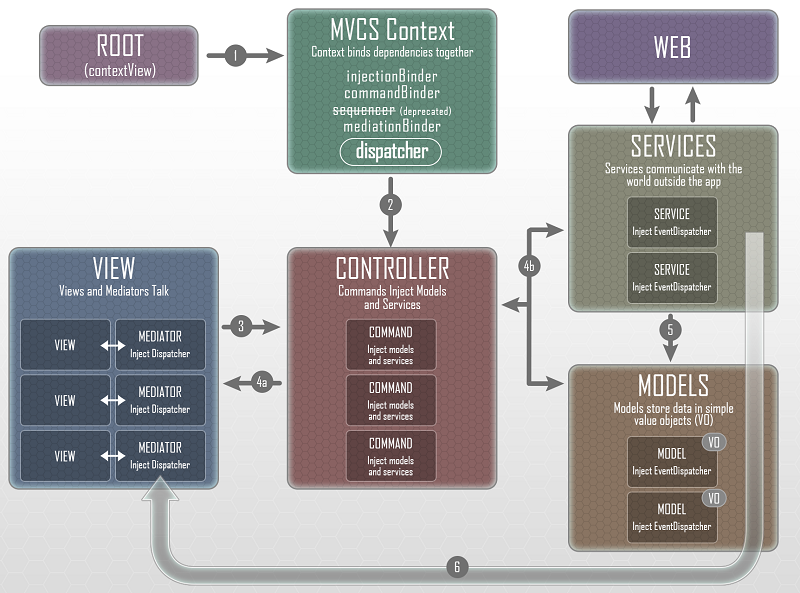 ROOT
(contextView)
1
MVCS Context
Context binds dependencies together
injectionBinder
commandBinder
sequencer (deprecated)
mediationBinder
dispatcher
WEB
2
SERVICES
Services communicate with the
world outside the app
SERVICE
Inject EventDispatcher
SERVICE
Inject EventDispatcher
VIEW
Views and Mediators Talk
VIEW
MEDIATOR
Inject Dispatcher
VIEW
MEDIATOR
Inject Dispatcher
VIEW
MEDIATOR
Inject Dispatcher
3
4a
CONTROLLER
Commands Inject Models
and Services
COMMAND
Inject models
and services
COMMAND
Inject models
and services
COMMAND
Inject models
and services
4b
5
MODELS
Models store data in simple
value objects (VO)
VO
MODEL
Inject EventDispatcher
VO
MODEL
Inject EventDispatcher
6